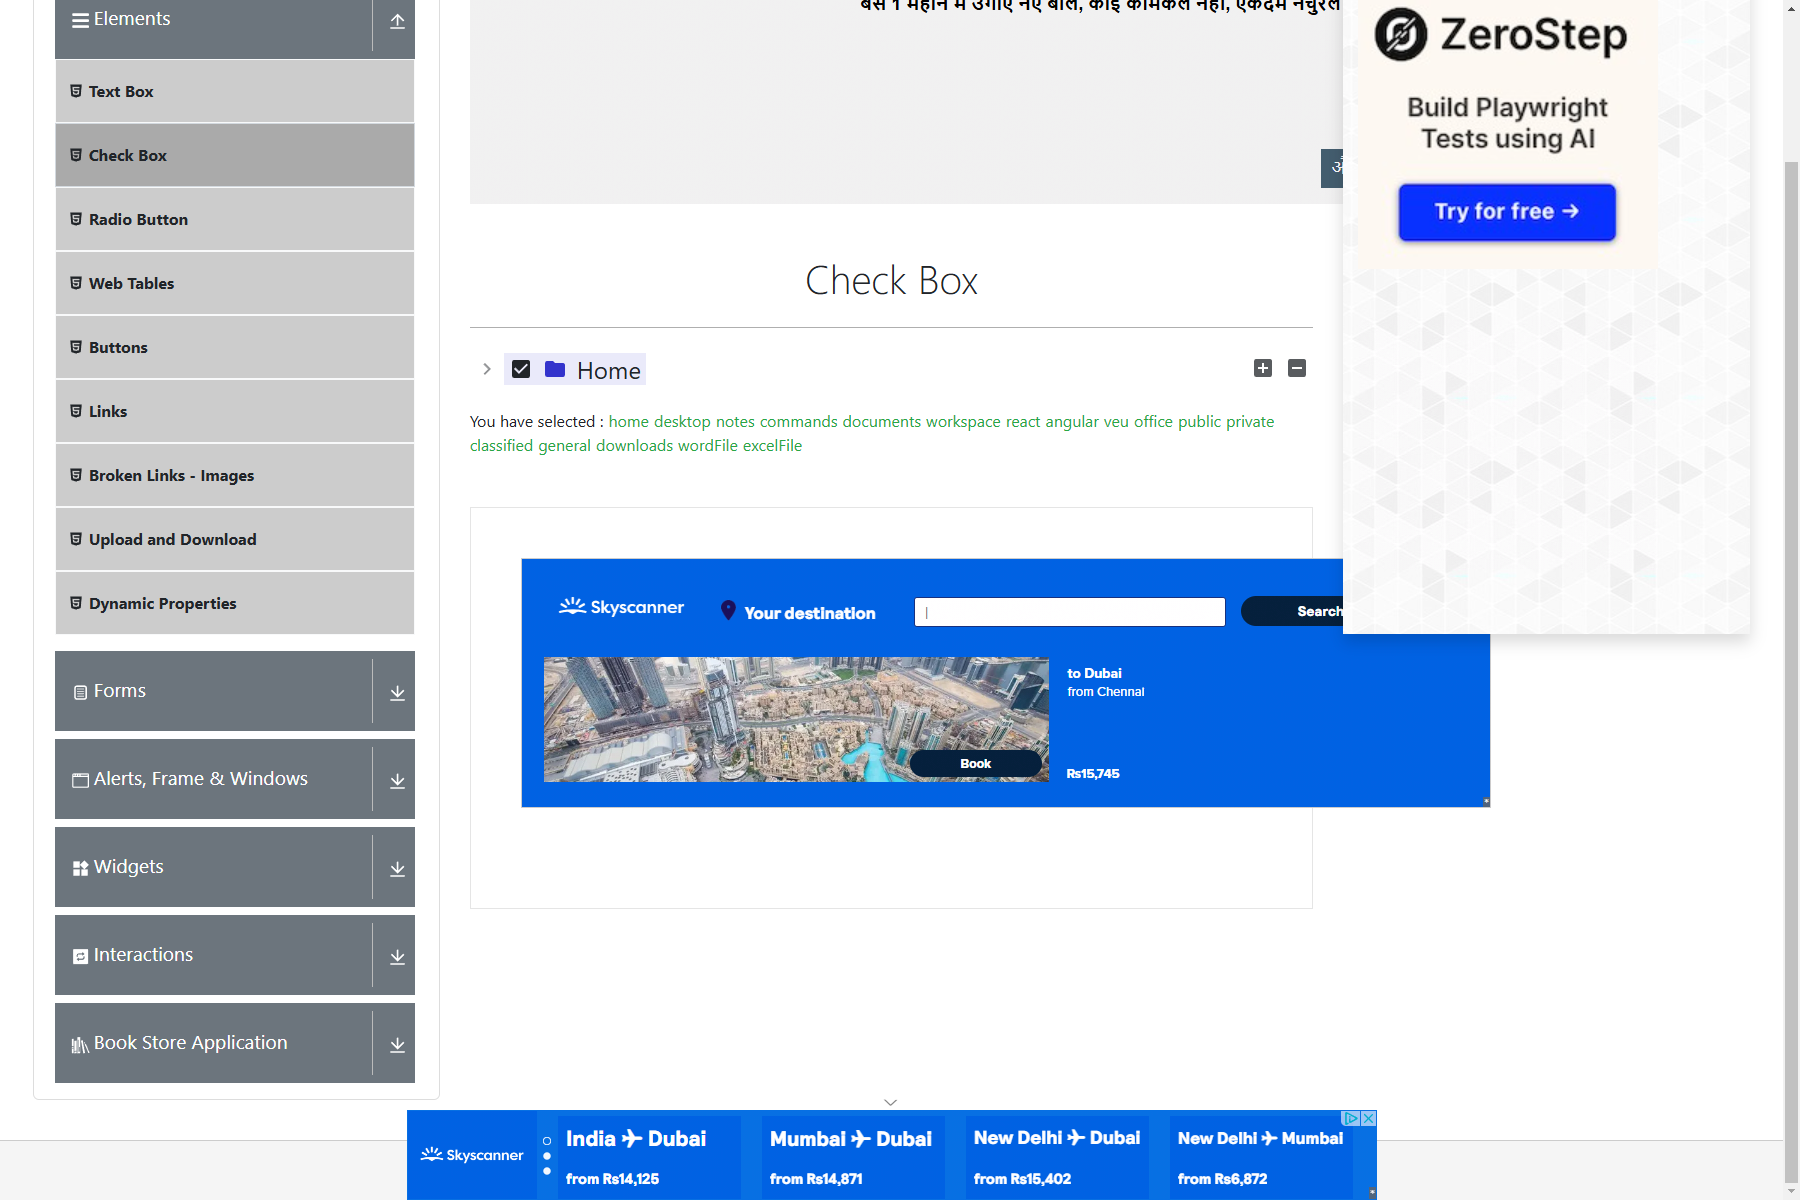 Elements
Text Box
Check Box
Radio Button
Web Tables
Buttons
Links
Broken Links - Images
Upload and Download
Dynamic Properties
Forms
Alerts, Frame & Windows
Widgets
Interactions
Book Store Application
बस 1 महीने में उगाए नए बाल, कोई केमिकल नहीं, एकदम नेचुरल
ZeroStep
Build Playwright
Tests using AI
Try for free →
Check Box
Home
You have selected : home desktop notes commands documents workspace react angular veu office public private
classified general downloads wordFile excelFile
Skyscanner
Your destination
Search
to Dubai
from Chennal
Book
Rs15,745
Skyscanner
India ✈ Dubai
from Rs14,125
Mumbai ✈ Dubai
from Rs14,871
New Delhi ✈ Dubai
from Rs15,402
New Delhi ✈ Mumbai
from Rs6,872